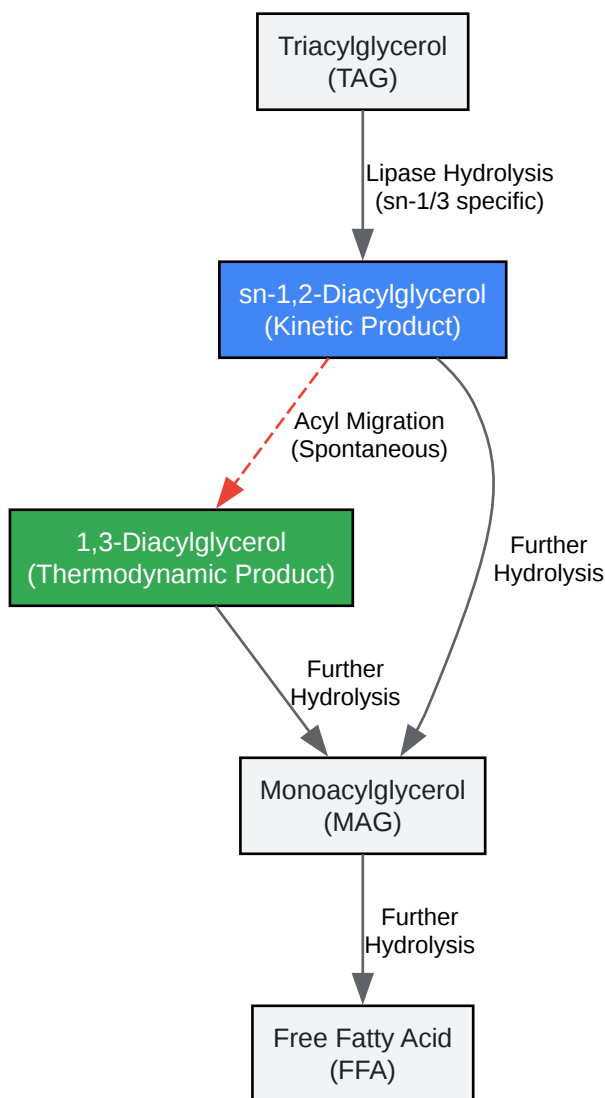 Triacylglycerol
(TAG)
Lipase Hydrolysis
(sn-1/3 specific)
sn-1,2-Diacylglycerol
(Kinetic Product)
Acyl Migration
(Spontaneous)
1,3-Diacylglycerol
(Thermodynamic Product)
Further
Hydrolysis
Further
Hydrolysis
Monoacylglycerol
(MAG)
Further
Hydrolysis
Free Fatty Acid
(FFA)